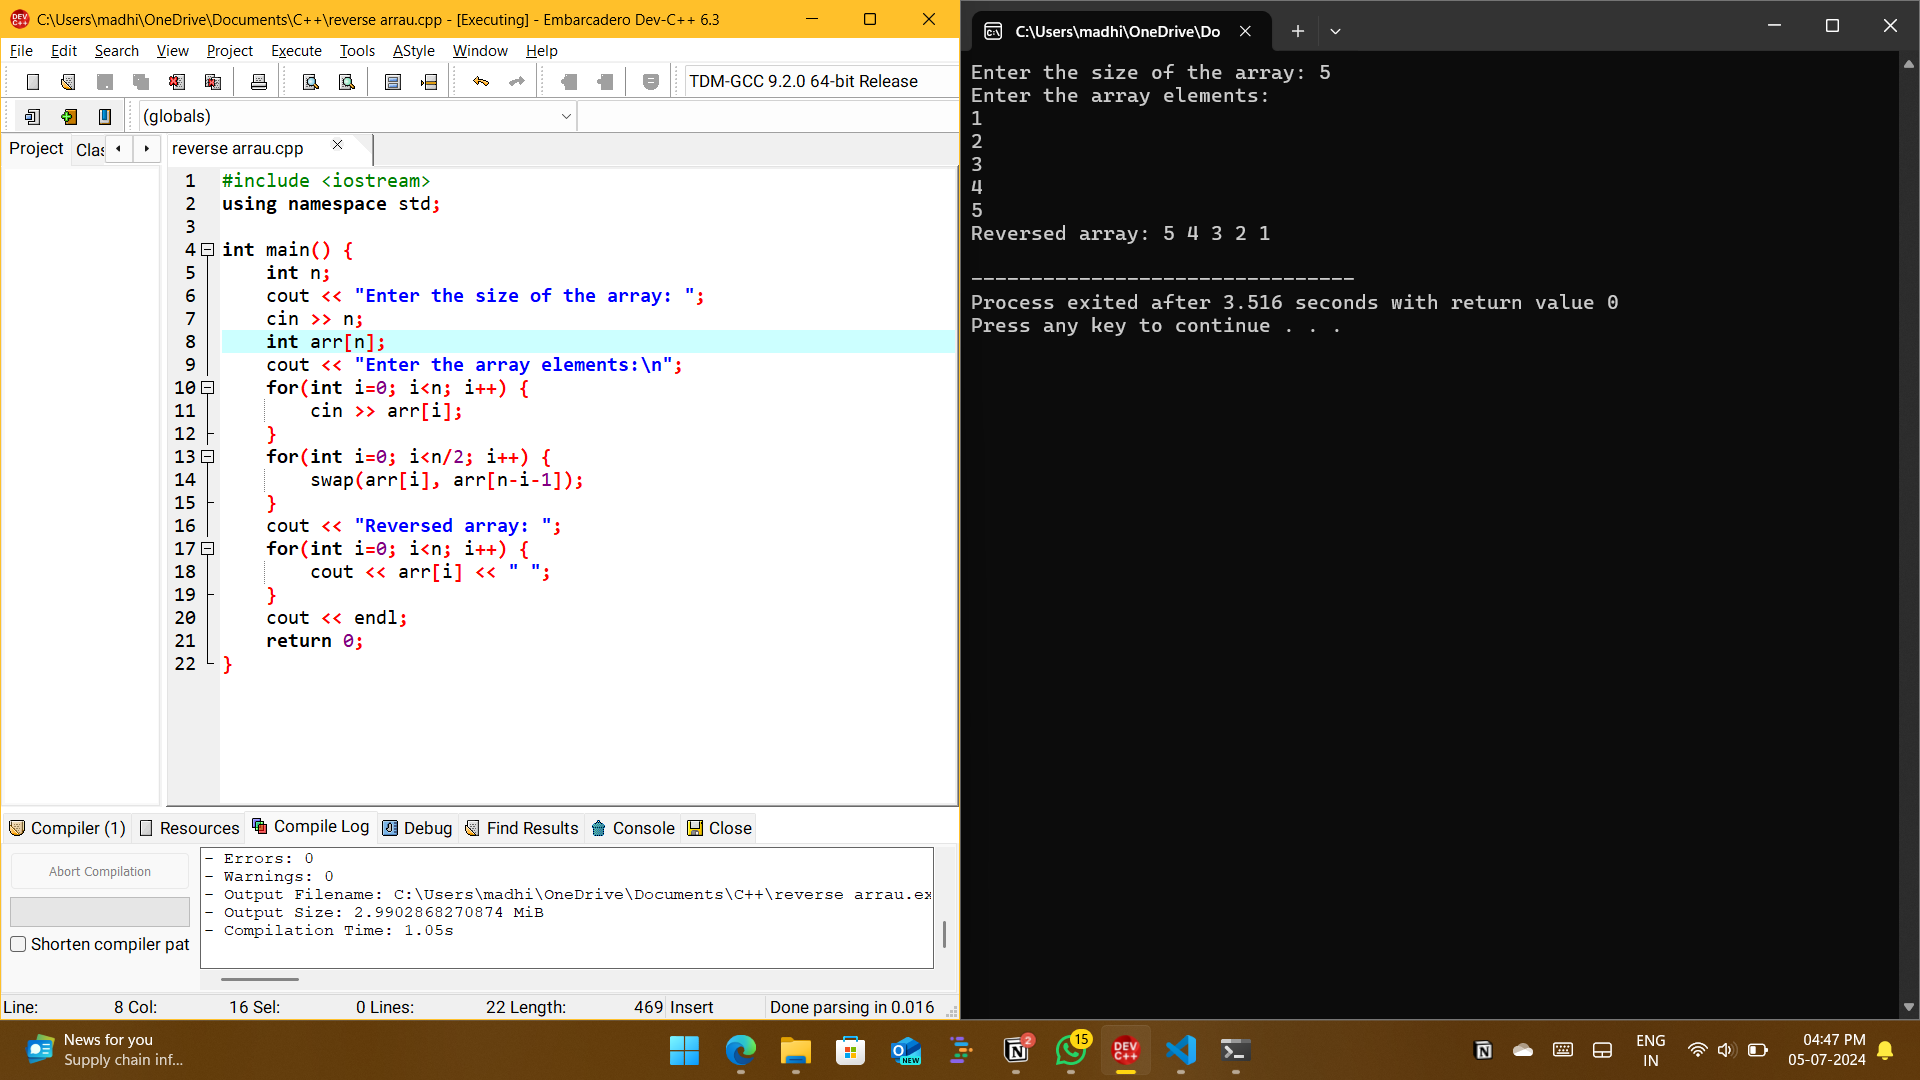 C:\Users\madhi\OneDrive\Documents\C++\reverse arrau.cpp - [Executing] - Embarcadero Dev-C++ 6.3
File Edit Search View Project Execute Tools AStyle Window Help
TDM-GCC 9.2.0 64-bit Release
(globals)
Project Clas
reverse arrau.cpp
1 #include <iostream>
2 using namespace std;
3
4 int main() {
5 int n;
6 cout << "Enter the size of the array: ";
7 cin >> n;
8 int arr[n];
9 cout << "Enter the array elements:\n";
10 for(int i=0; i<n; i++) {
11 cin >> arr[i];
12 }
13 for(int i=0; i<n/2; i++) {
14 swap(arr[i], arr[n-i-1]);
15 }
16 cout << "Reversed array: ";
17 for(int i=0; i<n; i++) {
18 cout << arr[i] << " ";
19 }
20 cout << endl;
21 return 0;
22 }
Compiler (1) Resources Compile Log Debug Find Results Console Close
Abort Compilation
Shorten compiler pat
- Errors: 0
- Warnings: 0
- Output Filename: C:\Users\madhi\OneDrive\Documents\C++\reverse arrau.ex
- Output Size: 2.9902868270874 MiB
- Compilation Time: 1.05s
Line: 8 Col: 16 Sel: 0 Lines: 22 Length: 469 Insert Done parsing in 0.016
C:\Users\madhi\OneDrive\Do
Enter the size of the array: 5
Enter the array elements:
1
2
3
4
5
Reversed array: 5 4 3 2 1
--------------------------------
Process exited after 3.516 seconds with return value 0
Press any key to continue . . .
News for you
Supply chain inf...
NEW
2
15
DEV
C++
ENG
IN
04:47 PM
05-07-2024